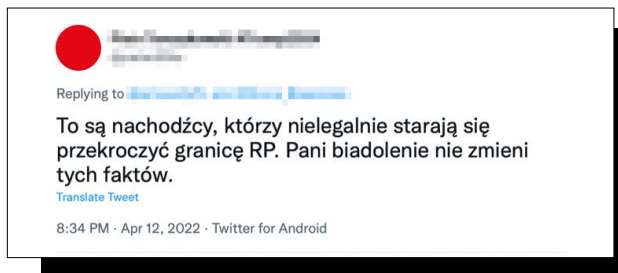 Replying to
To są nachodźcy, którzy nielegalnie starają się
przekroczyć granicę RP. Pani biadolenie nie zmieni
tych faktów.
Translate Tweet
8:34 PM · Apr 12, 2022 · Twitter for Android